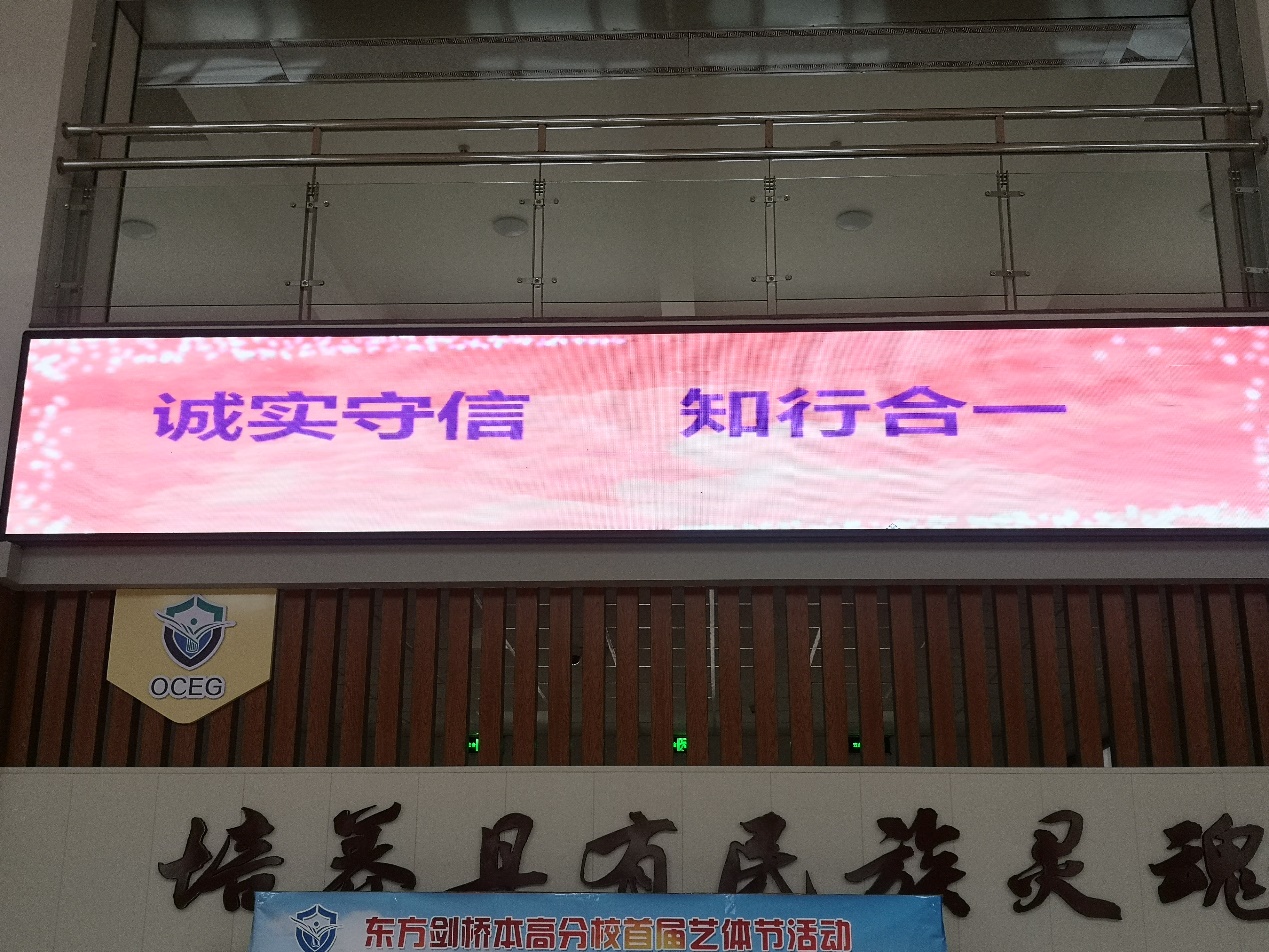 诚实守信 知行合一
OCEG
培养具有民族灵魂
东方剑桥本高分校首届艺体节活动